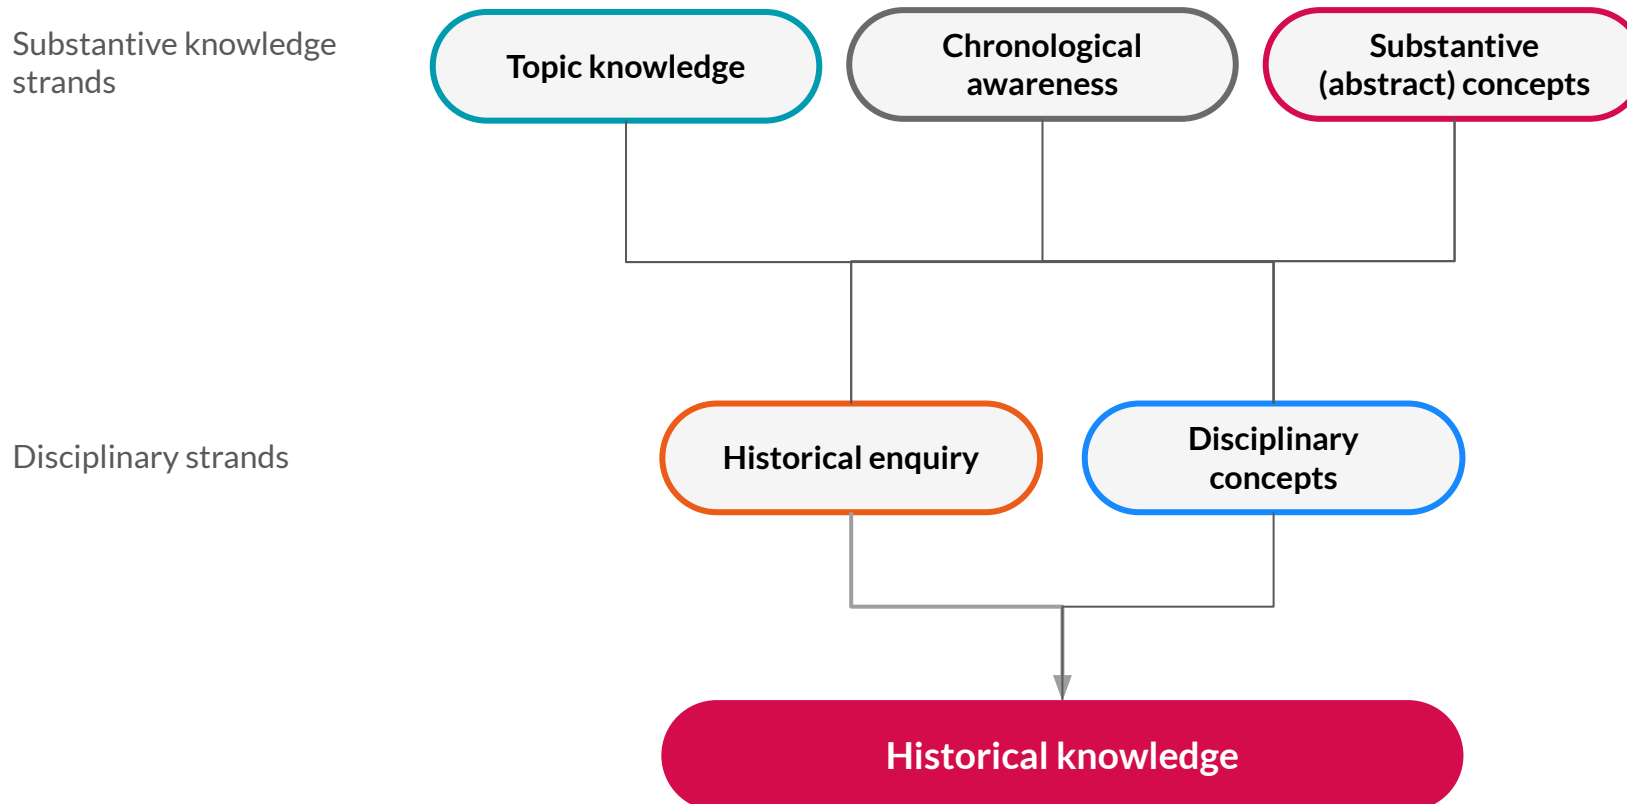 Substantive knowledge
strands
Topic knowledge
Chronological
awareness
Substantive
(abstract) concepts
Disciplinary strands
Historical enquiry
Disciplinary
concepts
Historical knowledge